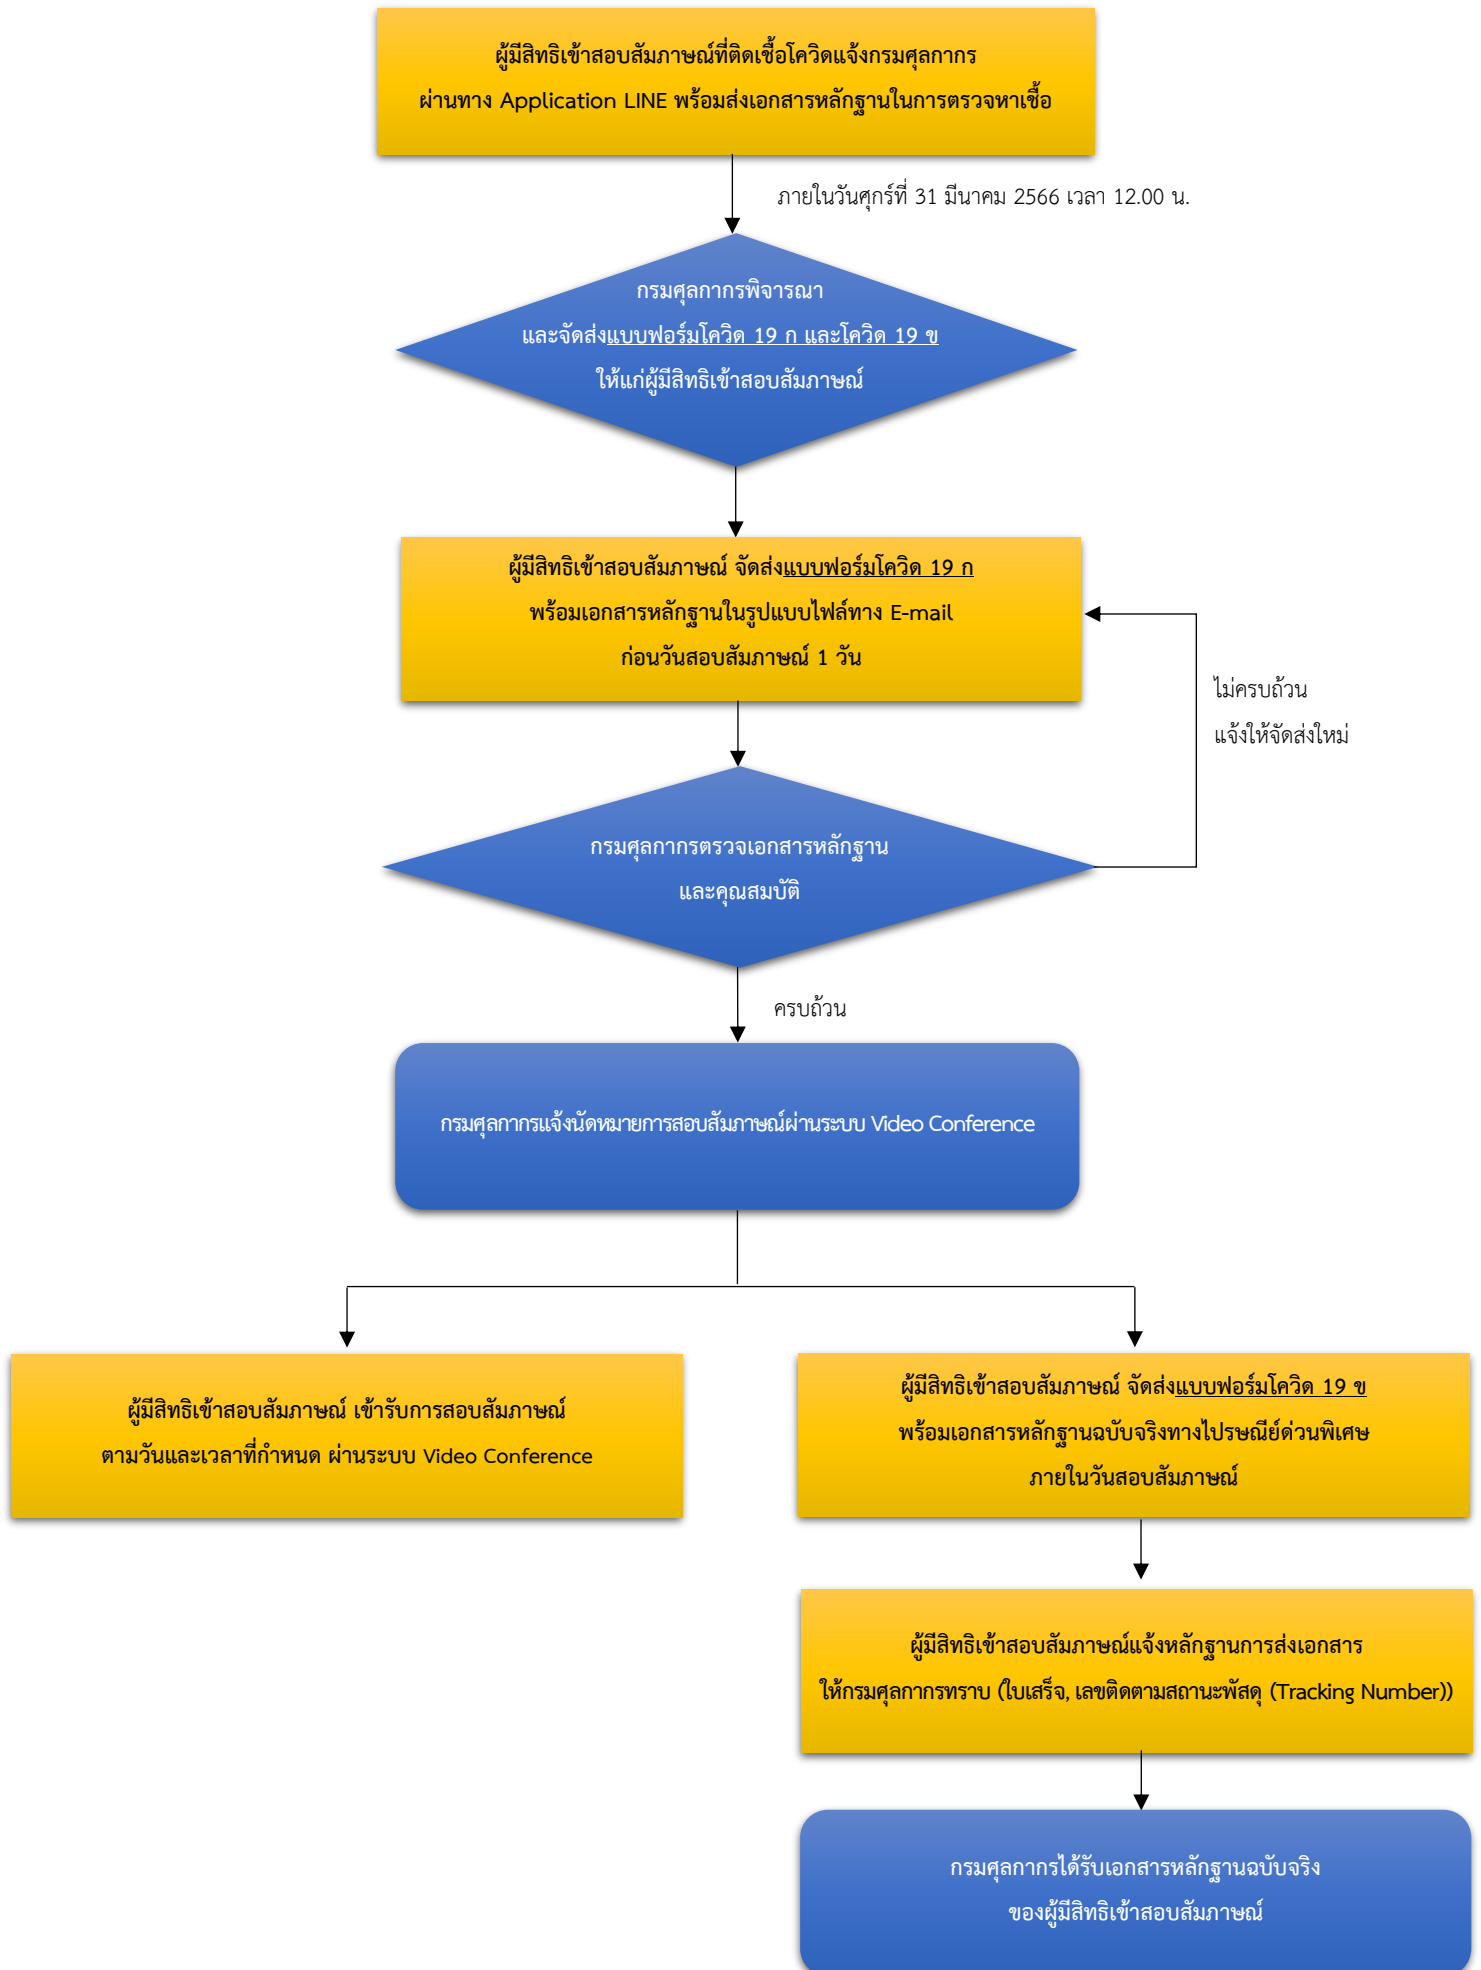 ผู้มีสิทธิเข้าสอบสัมภาษณ์ที่ติดเชื้อโควิดแจ้งกรมศุลกากร
ผ่านทาง Application LINE พร้อมส่งเอกสารหลักฐานในการตรวจหาเชื้อ
ภายในวันศุกร์ที่ 31 มีนาคม 2566 เวลา 12.00 น.
กรมศุลกากรพิจารณา
และจัดส่งแบบฟอร์มโควิด 19 ก และโควิด 19 ข
ให้แก่ผู้มีสิทธิเข้าสอบสัมภาษณ์
ผู้มีสิทธิเข้าสอบสัมภาษณ์ จัดส่งแบบฟอร์มโควิด 19 ก
พร้อมเอกสารหลักฐานในรูปแบบไฟล์ทาง E-mail
ก่อนวันสอบสัมภาษณ์ 1 วัน
ไม่ครบถ้วน
แจ้งให้จัดส่งใหม่
กรมศุลกากรตรวจเอกสารหลักฐาน
และคุณสมบัติ
ครบถ้วน
กรมศุลกากรแจ้งนัดหมายการสอบสัมภาษณ์ผ่านระบบ Video Conference
ผู้มีสิทธิเข้าสอบสัมภาษณ์ เข้ารับการสอบสัมภาษณ์
ตามวันและเวลาที่กำหนด ผ่านระบบ Video Conference
ผู้มีสิทธิเข้าสอบสัมภาษณ์ จัดส่งแบบฟอร์มโควิด 19 ข
พร้อมเอกสารหลักฐานฉบับจริงทางไปรษณีย์ด่วนพิเศษ
ภายในวันสอบสัมภาษณ์
ผู้มีสิทธิเข้าสอบสัมภาษณ์แจ้งหลักฐานการส่งเอกสาร
ให้กรมศุลกากรทราบ (ใบเสร็จ, เลขติดตามสถานะพัสดุ (Tracking Number))
กรมศุลกากรได้รับเอกสารหลักฐานฉบับจริง
ของผู้มีสิทธิเข้าสอบสัมภาษณ์